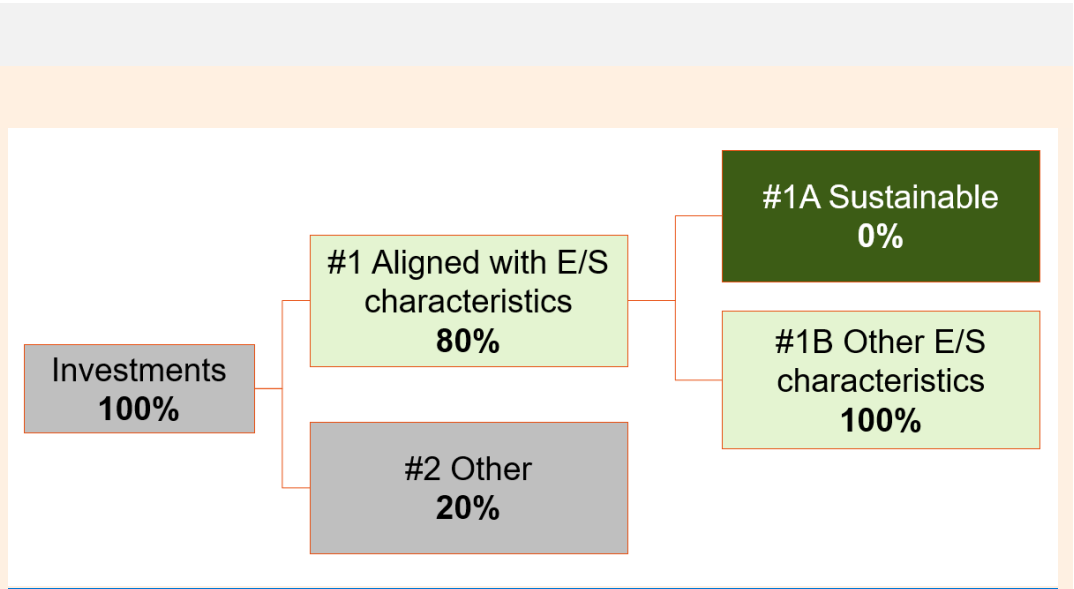 Investments
100%
#1 Aligned with E/S
characteristics
80%
#2 Other
20%
#1A Sustainable
0%
#1B Other E/S
characteristics
100%